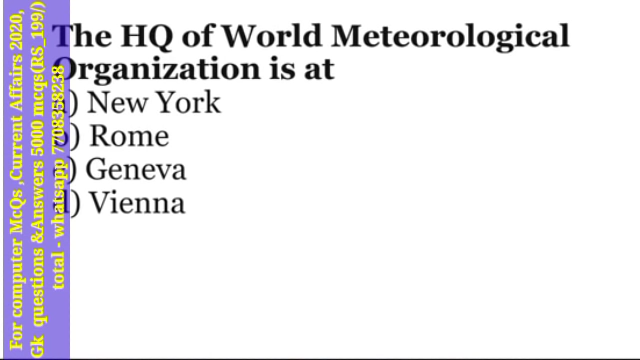 The HQ of World Meteorological
Organization is at
a) New York
b) Rome
c) Geneva
d) Vienna
For computer McQs ,Current Affairs 2020,
Gk questions &Answers 5000 mcqs(RS_199/)
total - whatsapp 7708358238